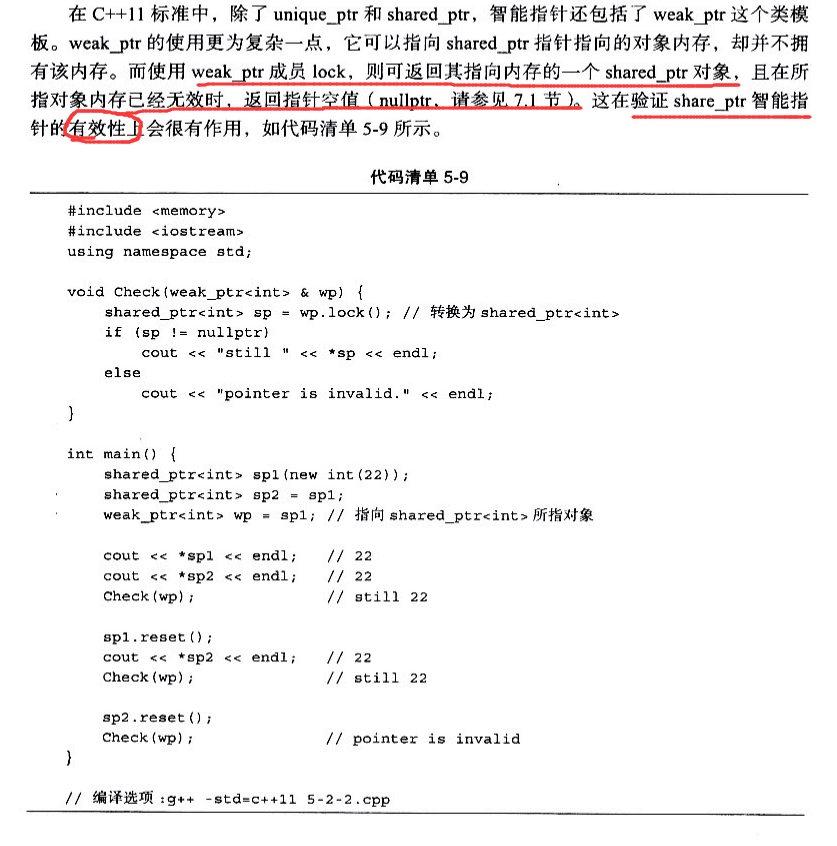 在 C++11 标准中，除了 unique_ptr 和 shared_ptr，智能指针还包括了 weak_ptr 这个类模
板。weak_ptr 的使用更为复杂一点，它可以指向 shared_ptr 指针指向的对象内存，却并不拥
有该内存。而使用 weak_ptr 成员 lock，则可返回其指向内存的一个 shared_ptr 对象，且在所
指对象内存已经无效时，返回指针空值（nullptr，请参见 7.1 节）。这在验证 share_ptr 智能指
针的有效性上会很有作用，如代码清单 5-9 所示。
代码清单 5-9
#include <memory>
#include <iostream>
using namespace std;
void Check(weak_ptr<int> & wp) {
shared_ptr<int> sp = wp.lock(); // 转换为 shared_ptr<int>
if (sp != nullptr)
cout << "still " << *sp << endl;
else
cout << "pointer is invalid." << endl;
}
int main() {
shared_ptr<int> sp1(new int(22));
shared_ptr<int> sp2 = sp1;
weak_ptr<int> wp = sp1; // 指向 shared_ptr<int> 所指对象
cout << *sp1 << endl; // 22
cout << *sp2 << endl; // 22
Check(wp); // still 22
sp1.reset();
cout << *sp2 << endl; // 22
Check(wp); // still 22
sp2.reset();
Check(wp); // pointer is invalid
}
// 编译选项:g++ -std=c++11 5-2-2.cpp